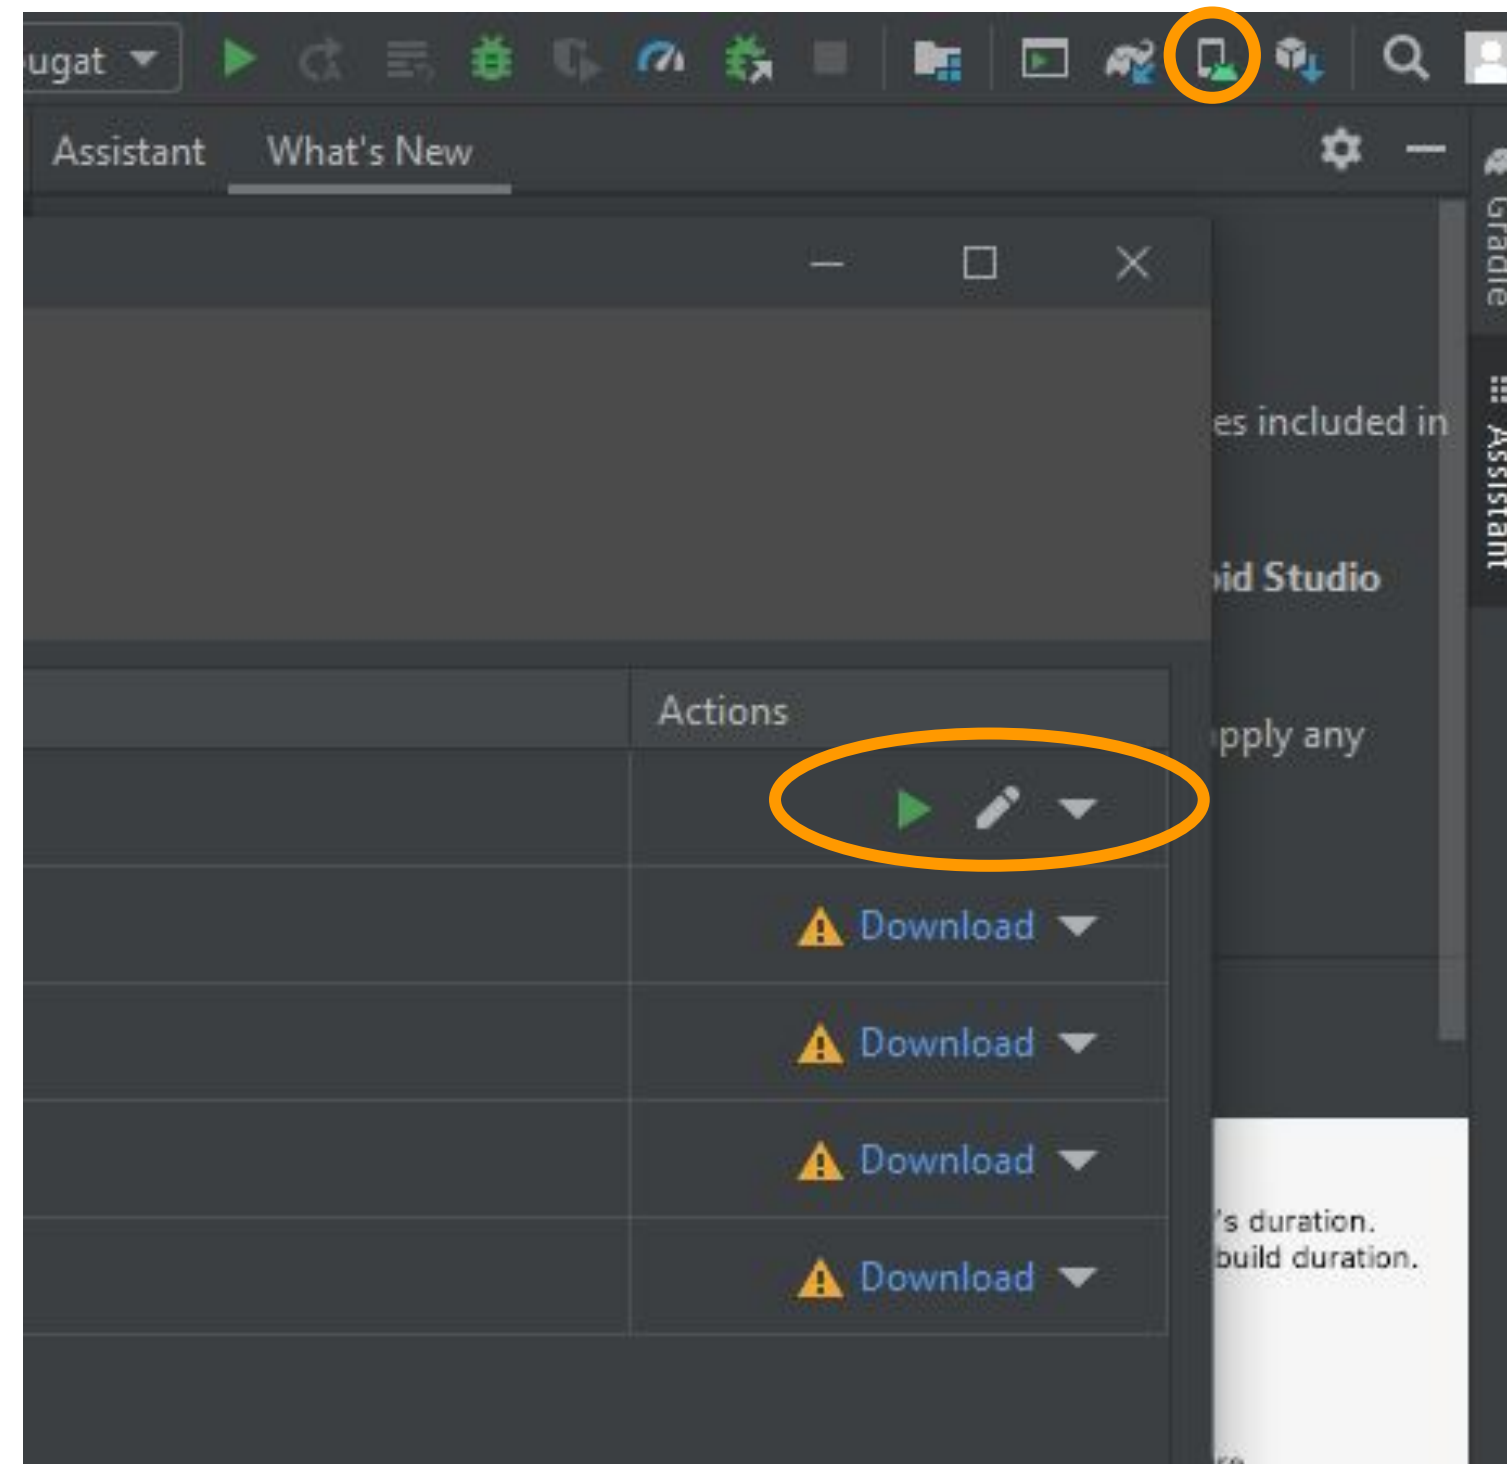 ugat
Assistant What's New
Gradle
Assistant
es included in
oid Studio
Actions
pply any
Download
Download
Download
Download
's duration.
build duration.